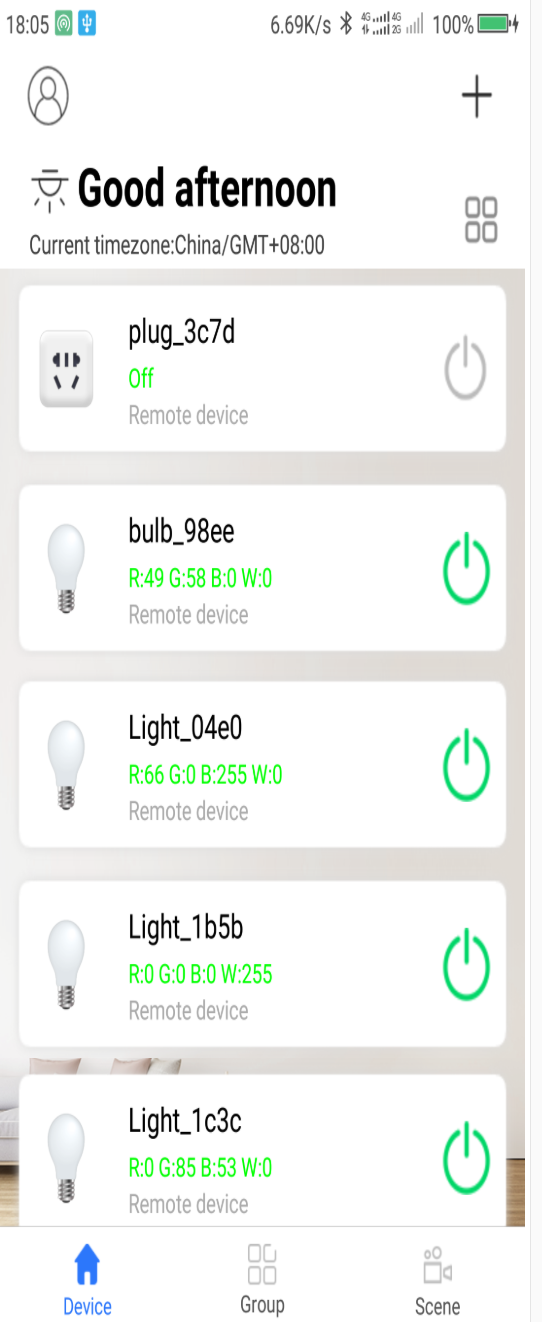 18:05 6.69K/s 4G 4G 2G 100%
Good afternoon
Current timezone:China/GMT+08:00
plug_3c7d
Off
Remote device
bulb_98ee
R:49 G:58 B:0 W:0
Remote device
Light_04e0
R:66 G:0 B:255 W:0
Remote device
Light_1b5b
R:0 G:0 B:0 W:255
Remote device
Light_1c3c
R:0 G:85 B:53 W:0
Remote device
Device Group Scene